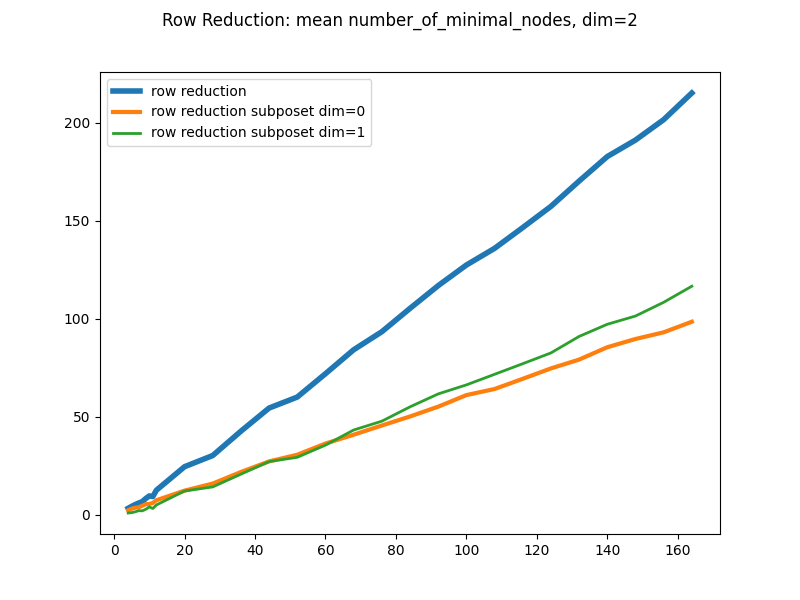 Row Reduction: mean number_of_minimal_nodes, dim=2
row reduction
row reduction subposet dim=0
row reduction subposet dim=1
200
150
100
50
0
0 20 40 60 80 100 120 140 160